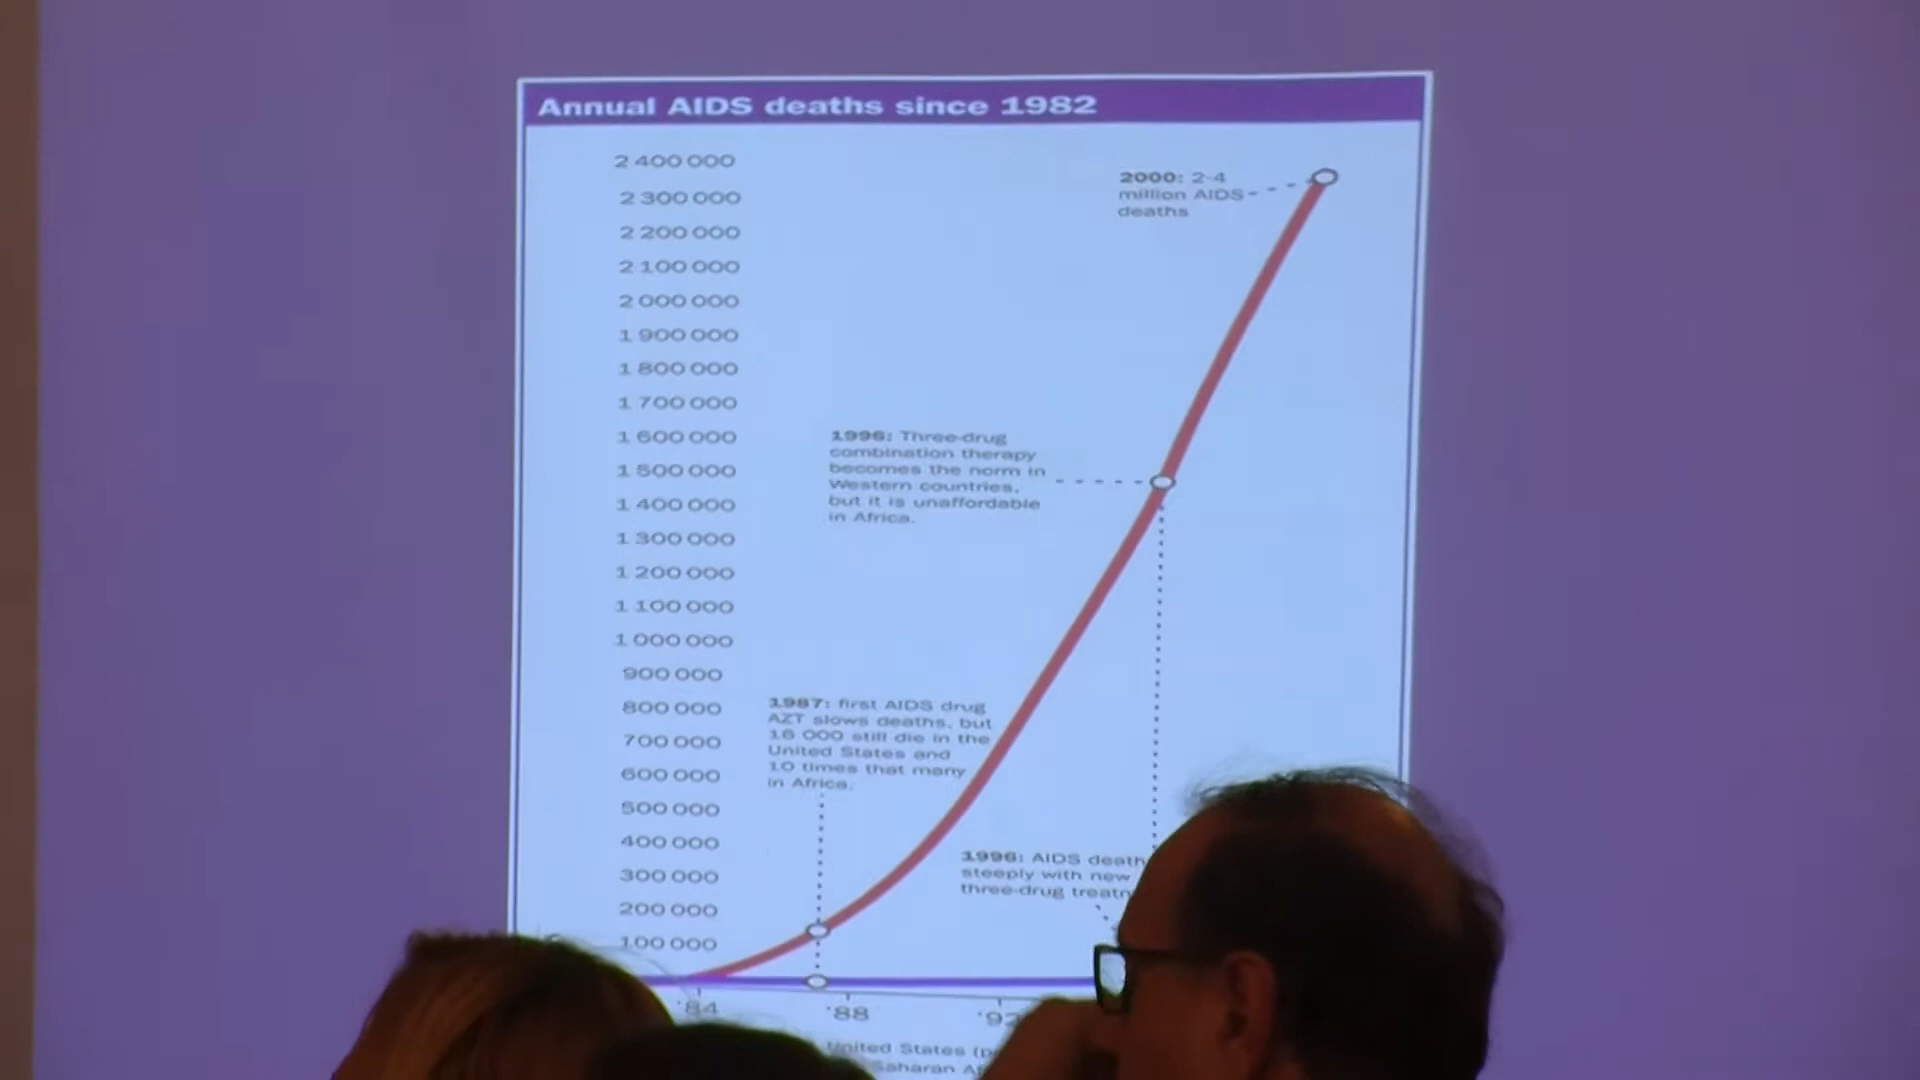 Annual AIDS deaths since 1982
2 400 000
2 300 000
2 200 000
2 100 000
2 000 000
1 900 000
1 800 000
1 700 000
1 600 000
1 500 000
1 400 000
1 300 000
1 200 000
1 100 000
1 000 000
900 000
800 000
700 000
600 000
500 000
400 000
300 000
200 000
100 000
2000: 2-4
million AIDS
deaths
1996: Three-drug
combination therapy
becomes the norm in
Western countries,
but it is unaffordable
in Africa.
1987: first AIDS drug
AZT slows deaths, but
16 000 still die in the
United States and
10 times that many
in Africa.
1996: AIDS death
steeply with new
three-drug
'84
'88
'92
United States
Saharan